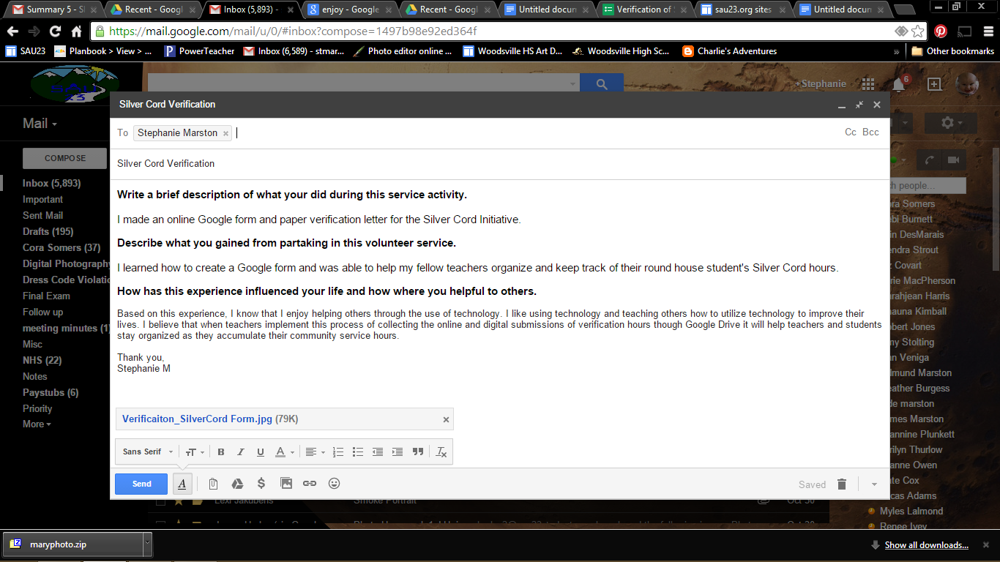 Summary 5 - S
Recent - Googl
Inbox (5,893) -
enjoy - Google
Recent - Googl
Untitled docun
Verification of
sau23.org sites
Untitled docun
https://mail.google.com/mail/u/0/#inbox?compose=1497b98e92ed364f
SAU23
Planbook > View > ...
PowerTeacher
Inbox (6,589) - stmar...
Photo editor online ...
Woodsville HS Art D...
Woodsville High Sc...
Charlie's Adventures
»
Other bookmarks
+Stephanie
6
Mail
COMPOSE
Inbox (5,893)
Important
Sent Mail
Drafts (195)
Cora Somers (37)
Digital Photography
Dress Code Violatio
Final Exam
Follow up
meeting minutes (1)
Misc
NHS (22)
Notes
Paystubs (6)
Priority
More
Silver Cord Verification
To Stephanie Marston ×
Cc Bcc
Silver Cord Verification
Write a brief description of what your did during this service activity.
I made an online Google form and paper verification letter for the Silver Cord Initiative.
Describe what you gained from partaking in this volunteer service.
I learned how to create a Google form and was able to help my fellow teachers organize and keep track of their round house student's Silver Cord hours.
How has this experience influenced your life and how where you helpful to others.
Based on this experience, I know that I enjoy helping others through the use of technology. I like using technology and teaching others how to utilize technology to improve their
lives. I believe that when teachers implement this process of collecting the online and digital submissions of verification hours though Google Drive it will help teachers and students
stay organized as they accumulate their community service hours.
Thank you,
Stephanie M
Verificaiton_SilverCord Form.jpg (79K)
Sans Serif
Send
Saved
h people...
ra Somers
bi Burnett
in DesMarais
endra Strout
z Covart
rie MacPherson
arahjean Harris
auna Kimball
obert Jones
my Stolting
an Veniga
dmund Marston
eather Burgess
de marston
mes Marston
annine Plunkett
rilyn Thurlow
anne Owen
te Cox
cas Adams
Myles Lalmond
Renee Ivey
Lexi Jakubens
Smoke Portrait
Oct 30
maryphoto.zip
Show all downloads...